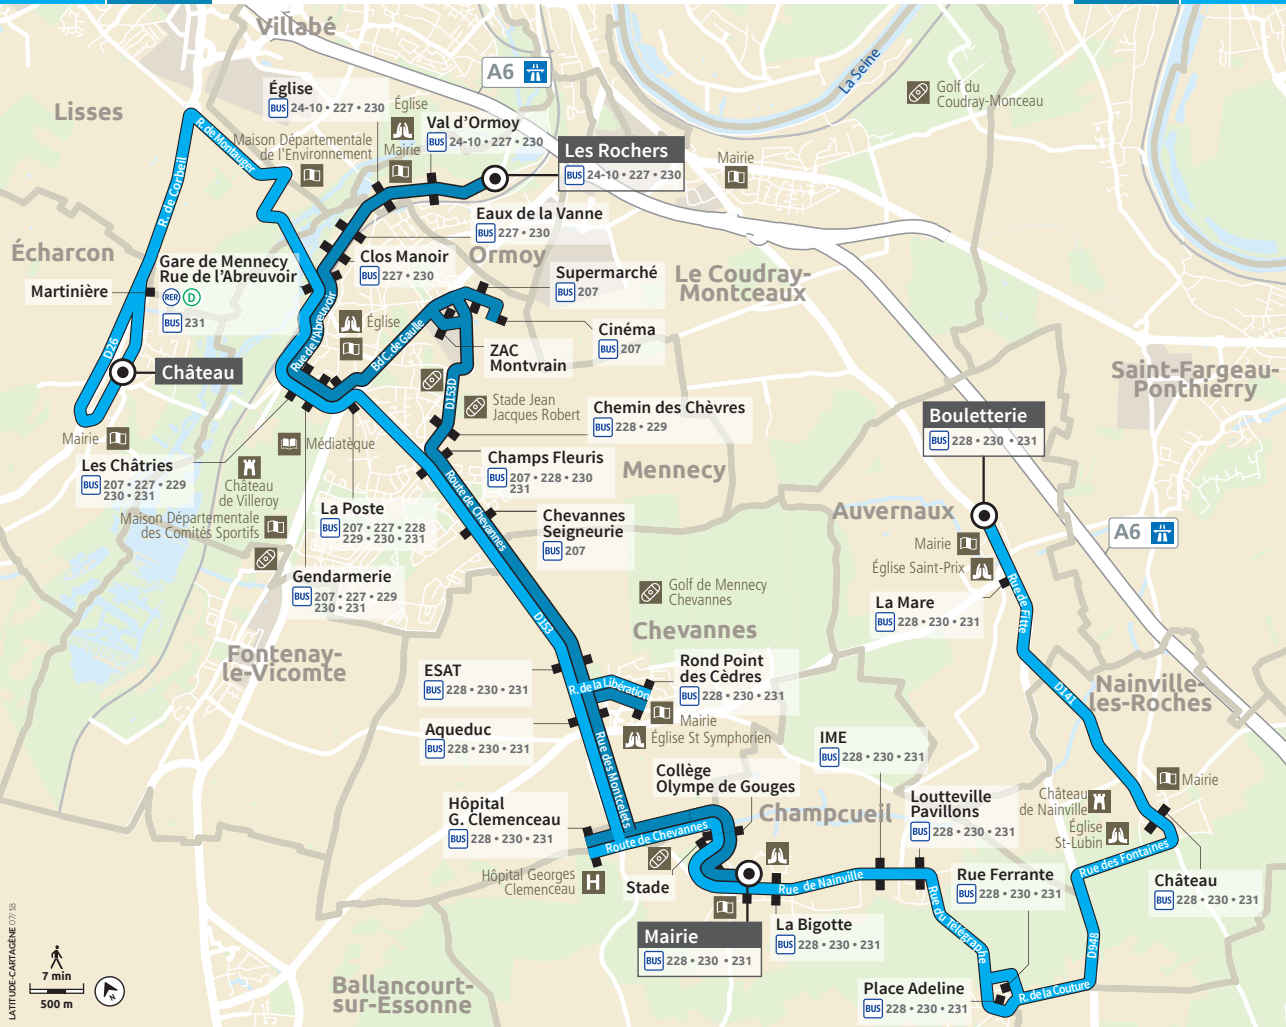 Villabé
A6
La Seine
Golf du
Coudray-Monceau
Lisses
Église
BUS 24-10 • 227 • 230
Église
Mairie
Val d'Ormoy
BUS 24-10 • 227 • 230
Maison Départementale
de l'Environnement
R. de Montauger
R. de Corbeil
Les Rochers
BUS 24-10 • 227 • 230
Mairie
Eaux de la Vanne
BUS 227 • 230
Ormoy
Écharcon
Gare de Mennecy
Rue de l'Abreuvoir
RER D
BUS 231
Clos Manoir
BUS 227 • 230
Supermarché
BUS 207
Le Coudray-
Montceaux
Martinière
Église
Rue de l'Abreuvoir
Bd C. de Gaulle
Cinéma
BUS 207
ZAC
Montvrain
D26
Château
D153D
Stade Jean
Jacques Robert
Chemin des Chèvres
BUS 228 • 229
Saint-Fargeau-
Ponthierry
Bouletterie
BUS 228 • 230 • 231
Mairie
Médiatèque
Les Châtries
BUS 207 • 227 • 229
230 • 231
Château
de Villeroy
Maison Départementale
des Comités Sportifs
Champs Fleuris
BUS 207 • 228 • 230
231
Mennecy
La Poste
BUS 207 • 227 • 228
229 • 230 • 231
Route de Chevannes
Chevannes
Seigneurie
BUS 207
Auvernaux
A6
Mairie
Église Saint-Prix
Gendarmerie
BUS 207 • 227 • 229
230 • 231
Golf de Mennecy
Chevannes
La Mare
BUS 228 • 230 • 231
Rue de Fitte
D153
Chevannes
Fontenay-
le-Vicomte
ESAT
BUS 228 • 230 • 231
R. de la Libération
Rond Point
des Cèdres
BUS 228 • 230 • 231
Mairie
Église St Symphorien
D141
Nainville-
les-Roches
Aqueduc
BUS 228 • 230 • 231
Rue des Montcelets
IME
BUS 228 • 230 • 231
Collège
Olympe de Gouges
Mairie
Château
de Nainville
Église
St-Lubin
Hôpital
G. Clemenceau
BUS 228 • 230 • 231
Champcueil
Loutteville
Pavillons
BUS 228 • 230 • 231
Route de Chevannes
Rue des Fontaines
Hôpital Georges
Clemenceau
H
Stade
Rue de Nainville
Rue Ferrante
BUS 228 • 230 • 231
Château
BUS 228 • 230 • 231
Rue du Télégraphe
Mairie
BUS 228 • 230 • 231
La Bigotte
BUS 228 • 230 • 231
D948
R. de la Couture
Place Adeline
BUS 228 • 230 • 231
Ballancourt-
sur-Essonne
7 min
500 m
N
LATITUDE-CARTAGÈNE / 07/18